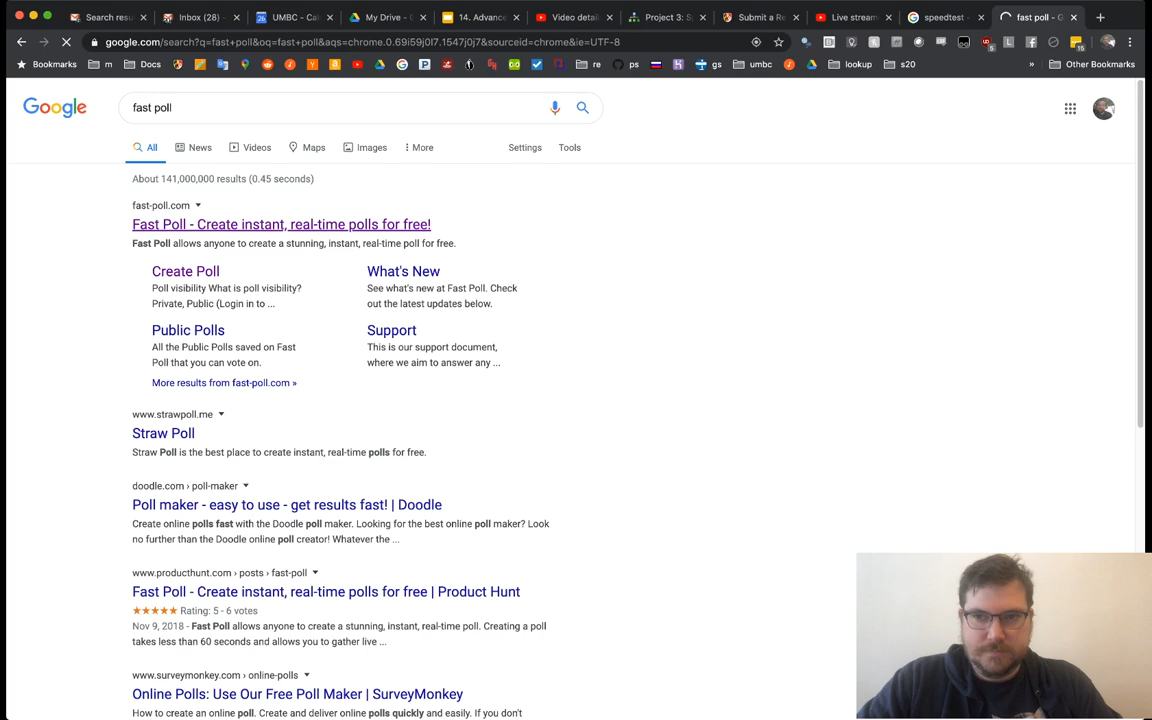 Search resu
Inbox (28)
UMBC - Cal
My Drive - G
14. Advance
Video detai
Project 3: S
Submit a Re
Live stream
speedtest -
fast poll - G
google.com/search?q=fast+poll&oq=fast+poll&aqs=chrome.0.69i59j0l7.1547j0j7&sourceid=chrome&ie=UTF-8
Bookmarks
m
Docs
re
ps
gs
umbc
lookup
s20
»
Other Bookmarks
Google
fast poll
All
News
Videos
Maps
Images
More
Settings
Tools
About 141,000,000 results (0.45 seconds)
fast-poll.com
Fast Poll - Create instant, real-time polls for free!
Fast Poll allows anyone to create a stunning, instant, real-time poll for free.
Create Poll
Poll visibility What is poll visibility?
Private, Public (Login in to ...
What's New
See what's new at Fast Poll. Check
out the latest updates below.
Public Polls
All the Public Polls saved on Fast
Poll that you can vote on.
Support
This is our support document,
where we aim to answer any ...
More results from fast-poll.com »
www.strawpoll.me
Straw Poll
Straw Poll is the best place to create instant, real-time polls for free.
doodle.com › poll-maker
Poll maker - easy to use - get results fast! | Doodle
Create online polls fast with the Doodle poll maker. Looking for the best online poll maker? Look
no further than the Doodle online poll creator! Whatever the ...
www.producthunt.com › posts › fast-poll
Fast Poll - Create instant, real-time polls for free | Product Hunt
Rating: 5 - 6 votes
Nov 9, 2018 - Fast Poll allows anyone to create a stunning, instant, real-time poll. Creating a poll
takes less than 60 seconds and allows you to gather live ...
www.surveymonkey.com › online-polls
Online Polls: Use Our Free Poll Maker | SurveyMonkey
How to create an online poll. Create and deliver online polls quickly and easily. If you don't